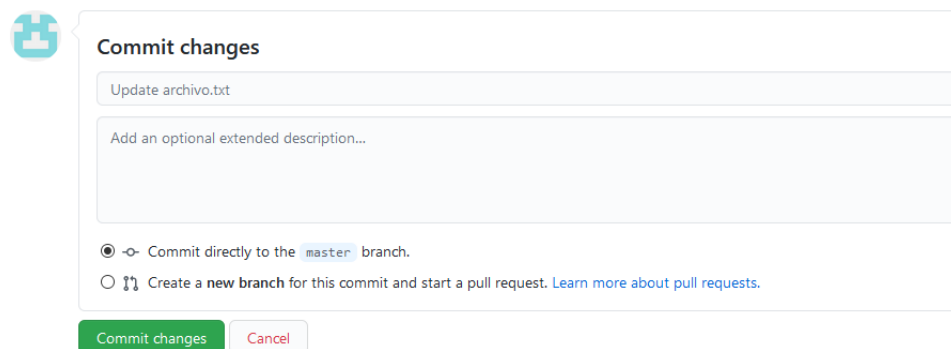 Commit changes
Update archivo.txt
Add an optional extended description...
Commit directly to the master branch.
Create a new branch for this commit and start a pull request. Learn more about pull requests.
Commit changes Cancel